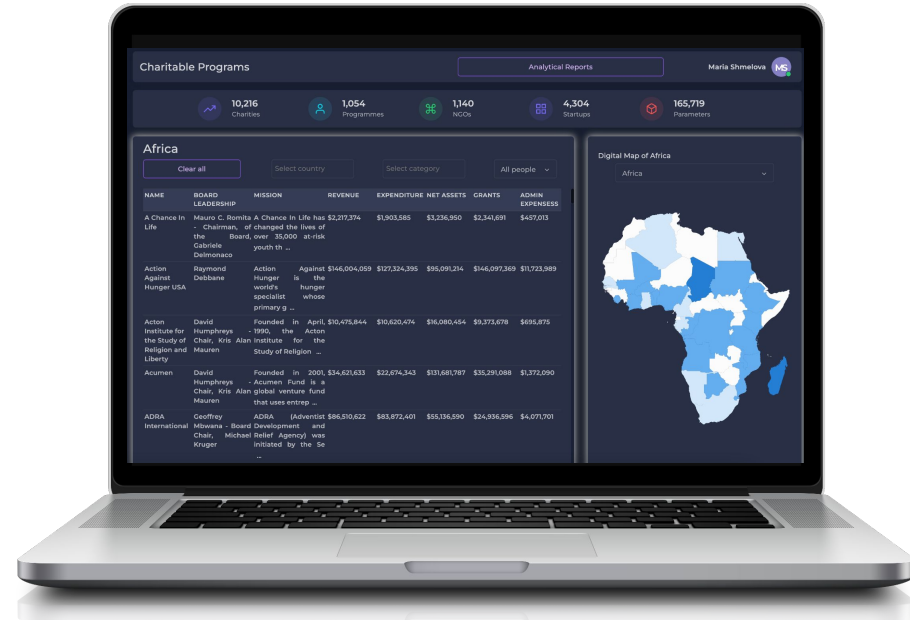 Charitable Programs
Analytical Reports
Maria Shmelova
MS
10,216
Charities
1,054
Programmes
1,140
NGOs
4,304
Startups
165,719
Parameters
Africa
Clear all
Select country
Select category
All people
Digital Map of Africa
Africa
NAME
BOARD
LEADERSHIP
MISSION
REVENUE
EXPENDITURE
NET ASSETS
GRANTS
ADMIN
EXPENSESS
A Chance In
Life
Mauro C. Romita
- Chairman, of
the Board,
Gabriele
Delmonaco
A Chance In Life has
changed the lives of
over 35,000 at-risk
youth th ...
$2,217,374
$1,903,585
$3,236,950
$2,341,691
$457,013
Action
Against
Hunger USA
Raymond
Debbane
Action Against
Hunger is the
world's hunger
specialist whose
primary g ...
$146,004,059
$127,324,395
$95,091,214
$146,097,369
$11,723,989
Acton
Institute for
the Study of
Religion and
Liberty
David
Humphreys -
Chair, Kris Alan
Mauren
Founded in April,
1990, the Acton
Institute for the
Study of Religion ...
$10,475,844
$10,620,474
$16,080,454
$9,373,678
$695,875
Acumen
David
Humphreys -
Chair, Kris Alan
Mauren
Founded in 2001,
Acumen Fund is a
global venture fund
that uses entrep ...
$34,621,633
$22,674,343
$131,681,787
$35,291,088
$1,372,090
ADRA
International
Geoffrey
Mbwana - Board
Chair, Michael
Kruger
ADRA (Adventist
Development and
Relief Agency) was
initiated by the Se
...
$86,510,622
$83,872,401
$55,136,590
$24,936,596
$4,071,701